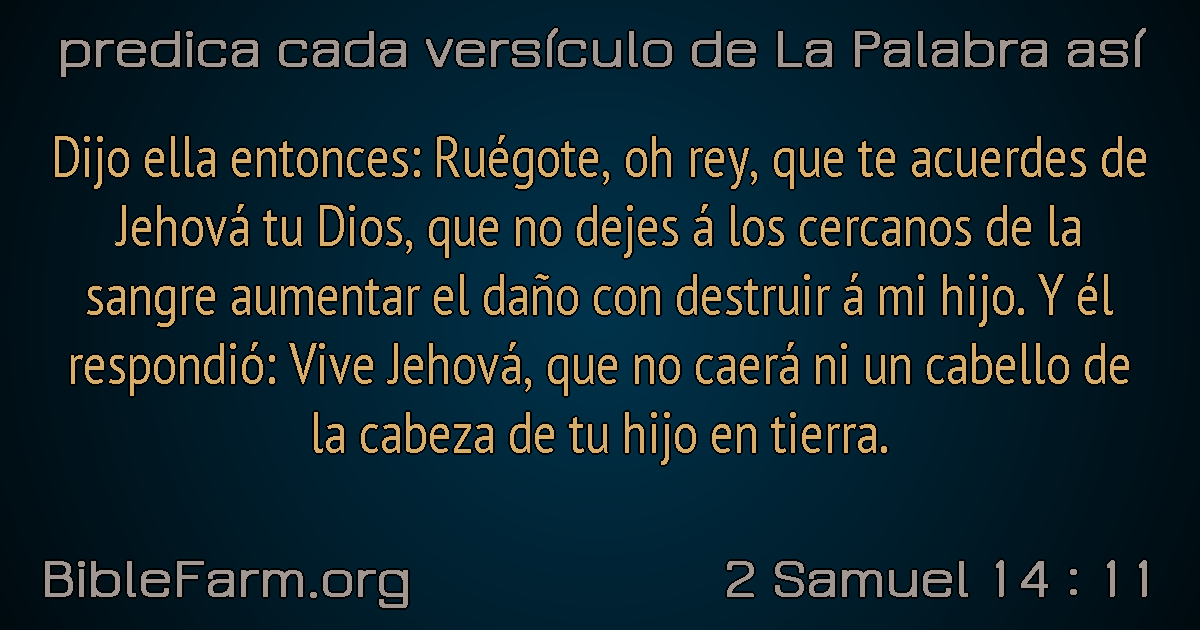 predica cada versículo de La Palabra así
Dijo ella entonces: Ruégote, oh rey, que te acuerdes de
Jehová tu Dios, que no dejes á los cercanos de la
sangre aumentar el daño con destruir á mi hijo. Y él
respondió: Vive Jehová, que no caerá ni un cabello de
la cabeza de tu hijo en tierra.
BibleFarm.org
2 Samuel 14 : 11